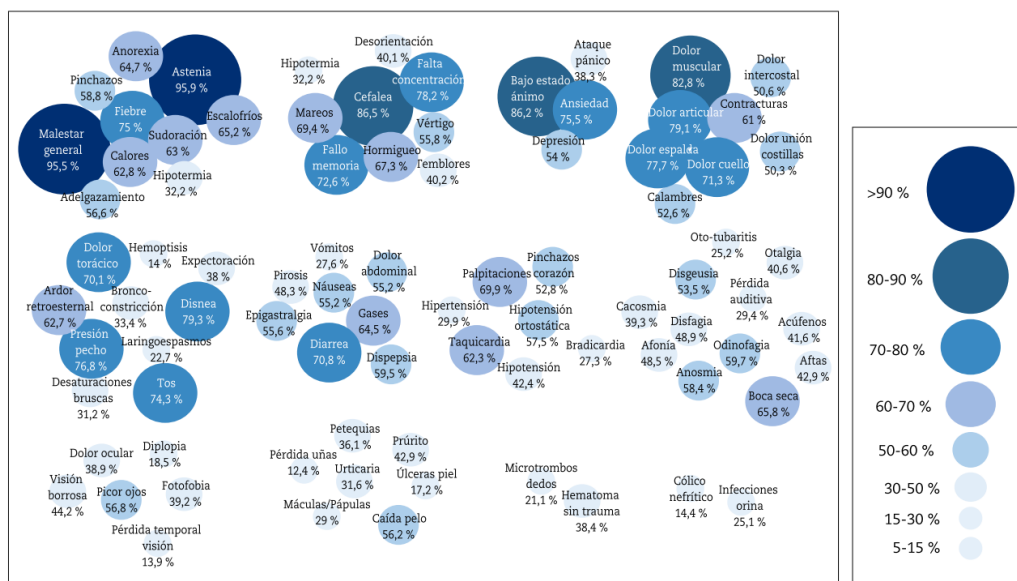 Anorexia
64,7 %
Astenia
95,9 %
Pinchazos
58,8 %
Fiebre
75 %
Escalofríos
65,2 %
Malestar
general
95,5 %
Sudoración
63 %
Calores
62,8 %
Hipotermia
32,2 %
Adelgazamiento
56,6 %
Desorientación
40,1 %
Hipotermia
32,2 %
Falta
concentración
78,2 %
Cefalea
86,5 %
Mareos
69,4 %
Vértigo
55,8 %
Fallo
memoria
72,6 %
Hormigueo
67,3 %
Temblores
40,2 %
Ataque
pánico
38,3 %
Bajo estado
ánimo
86,2 %
Ansiedad
75,5 %
Depresión
54 %
Dolor
muscular
82,8 %
Dolor
intercostal
50,6 %
Contracturas
61 %
Dolor articular
79,1 %
Dolor espalda
77,7 %
Dolor cuello
71,3 %
Dolor unión
costillas
50,3 %
Calambres
52,6 %
Dolor
torácico
70,1 %
Hemoptisis
14 %
Expectoración
38 %
Ardor
retroesternal
62,7 %
Bronco-
constricción
33,4 %
Disnea
79,3 %
Presión
pecho
76,8 %
Laringoespasmos
22,7 %
Desaturaciones
bruscas
31,2 %
Tos
74,3 %
Vómitos
27,6 %
Dolor
abdominal
55,2 %
Pirosis
48,3 %
Náuseas
55,2 %
Epigastralgia
55,6 %
Gases
64,5 %
Diarrea
70,8 %
Dispepsia
59,5 %
Palpitaciones
69,9 %
Pinchazos
corazón
52,8 %
Hipertensión
29,9 %
Hipotensión
ortostática
57,5 %
Taquicardia
62,3 %
Bradicardia
27,3 %
Hipotensión
42,4 %
Oto-tubaritis
25,2 %
Otalgia
40,6 %
Disgeusia
53,5 %
Pérdida
auditiva
29,4 %
Cacosmia
39,3 %
Disfagia
48,9 %
Acúfenos
41,6 %
Afonía
48,5 %
Odinofagia
59,7 %
Anosmia
58,4 %
Aftas
42,9 %
Boca seca
65,8 %
Dolor ocular
38,9 %
Diplopia
18,5 %
Visión
borrosa
44,2 %
Picor ojos
56,8 %
Fotofobia
39,2 %
Pérdida temporal
visión
13,9 %
Petequias
36,1 %
Prúrito
42,9 %
Pérdida uñas
12,4 %
Urticaria
31,6 %
Úlceras piel
17,2 %
Máculas/Pápulas
29 %
Caída pelo
56,2 %
Microtrombos
dedos
21,1 %
Hematoma
sin trauma
38,4 %
Cólico
nefrítico
14,4 %
Infecciones
orina
25,1 %
>90 %
80-90 %
70-80 %
60-70 %
50-60 %
30-50 %
15-30 %
5-15 %